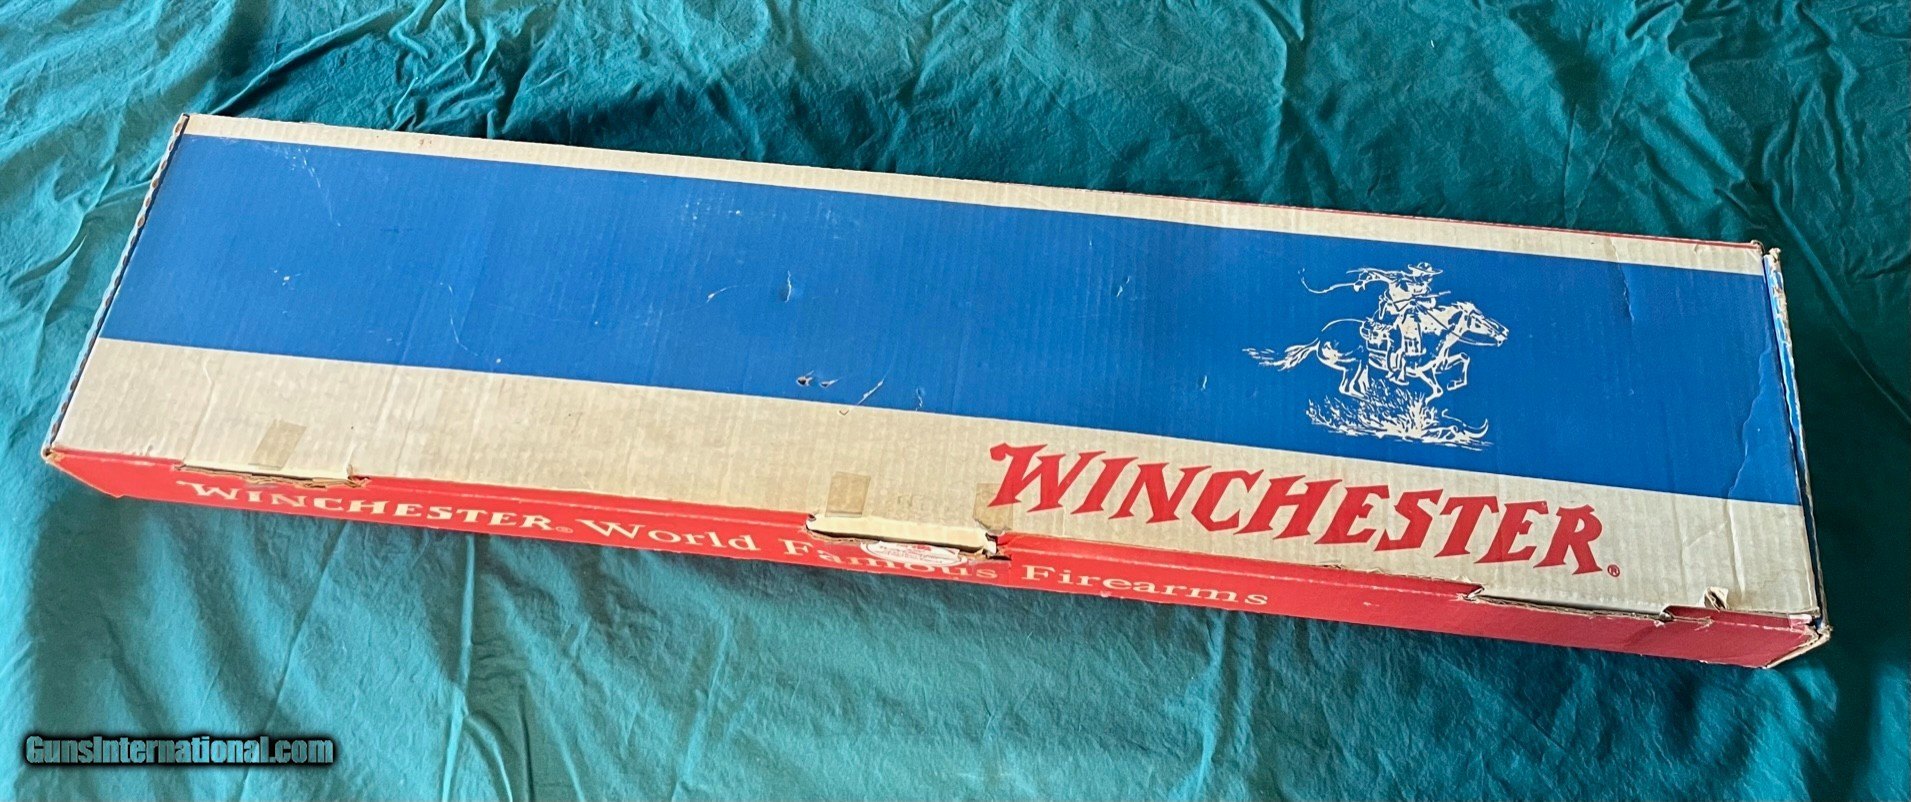 WINCHESTER®
WINCHESTER® World Famous Firearms
GunsInternational.com